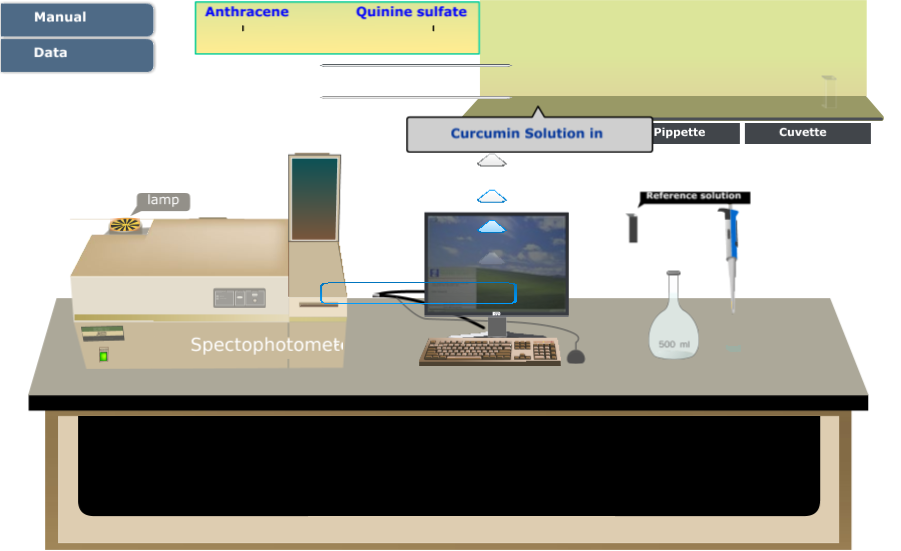 Manual
Data
Anthracene
Quinine sulfate
Curcumin Solution in
Pippette
Cuvette
lamp
Reference solution
Spectophotomete
500 ml